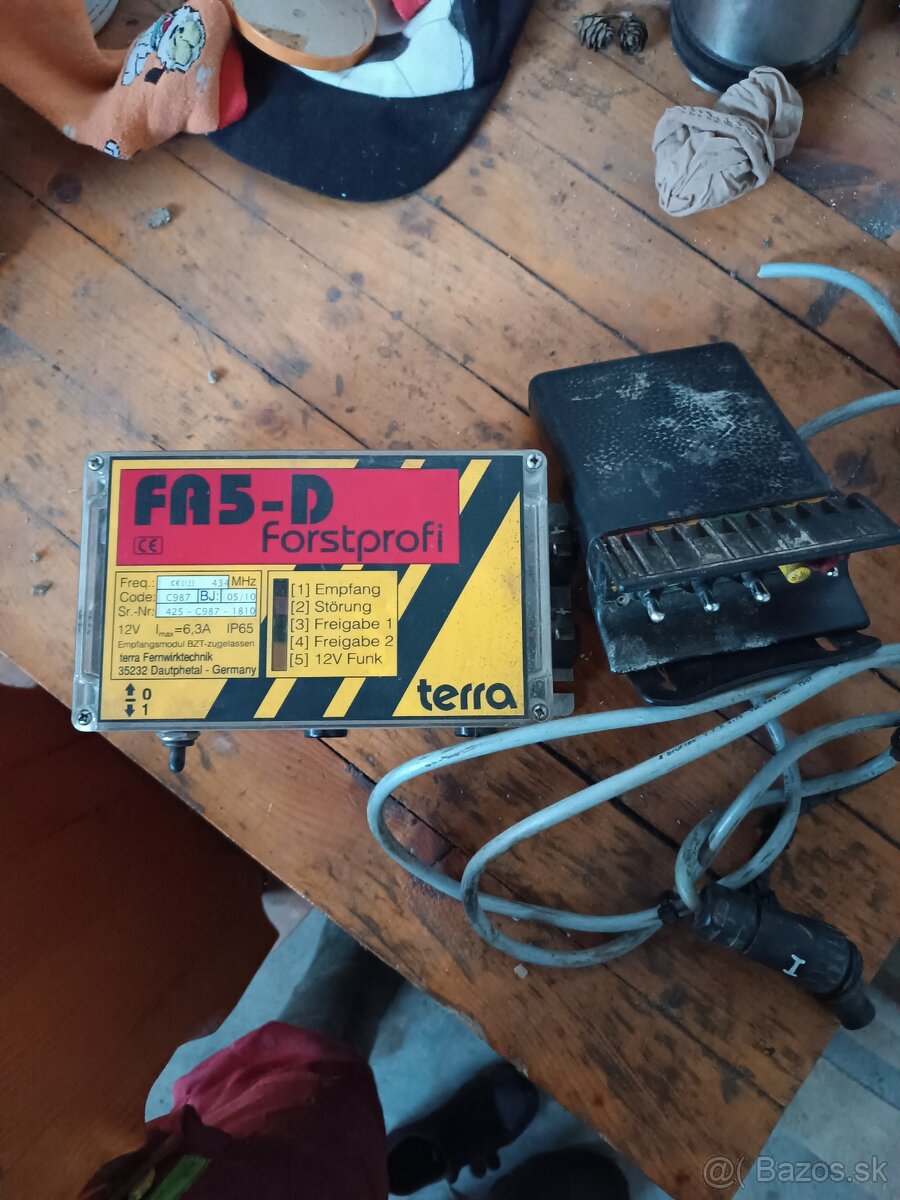 FA5-D
forstprofi
CE
Freq.: CE0123 434 MHz
Code: C987 BJ: 05/10
Sr.-Nr: 425 - C987 - 1810
12V Imax=6,3A IP65
Empfangsmodul BZT-zugelassen
terra Fernwirktechnik
35232 Dautphetal - Germany
0
1
[1] Empfang
[2] Störung
[3] Freigabe 1
[4] Freigabe 2
[5] 12V Funk
terra
I
@( Bazos.sk